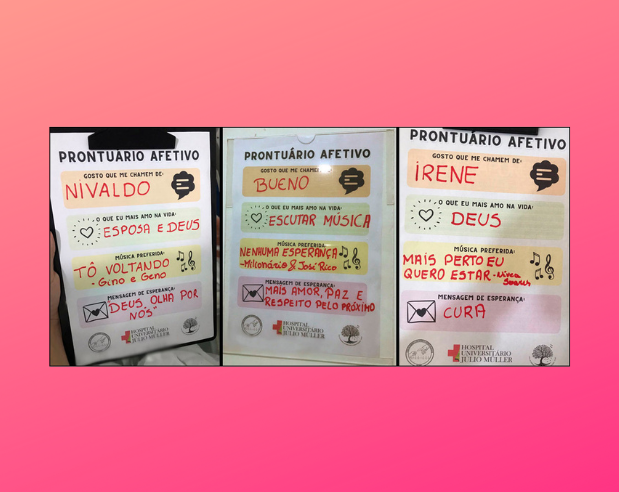 PRONTUÁRIO AFETIVO
GOSTO QUE ME CHAMEM DE:
NIVALDO
O QUE EU MAIS AMO NA VIDA:
ESPOSA E DEUS
MÚSICA PREFERIDA:
TÔ VOLTANDO
- Gino e Geno
MENSAGEM DE ESPERANÇA:
"DEUS OLHA POR
NÓS"
HOSPITAL
UNIVERSITÁRIO
JULIO MÜLLER
PRONTUÁRIO AFETIVO
GOSTO QUE ME CHAMEM
BUENO
O QUE EU MAIS AMO NA VIDA:
ESCUTAR MÚSICA
MÚSICA PREFERIDA:
NENHUMA ESPERANÇA
- Milionário & José Rico
MENSAGEM DE ESPERANÇA:
MAIS AMOR, PAZ E
RESPEITO PELO PRÓXIMO
HOSPITAL
UNIVERSITÁRIO
JULIO MÜLLER
PRONTUÁRIO AFETIVO
GOSTO QUE ME CHAMEM DE:
IRENE
O QUE EU MAIS AMO NA VIDA:
DEUS
MÚSICA PREFERIDA:
MAIS PERTO EU
QUERO ESTAR - Nívea
Soares
MENSAGEM DE ESPERANÇA:
CURA
HOSPITAL
UNIVERSITÁRIO
JULIO MÜLLER